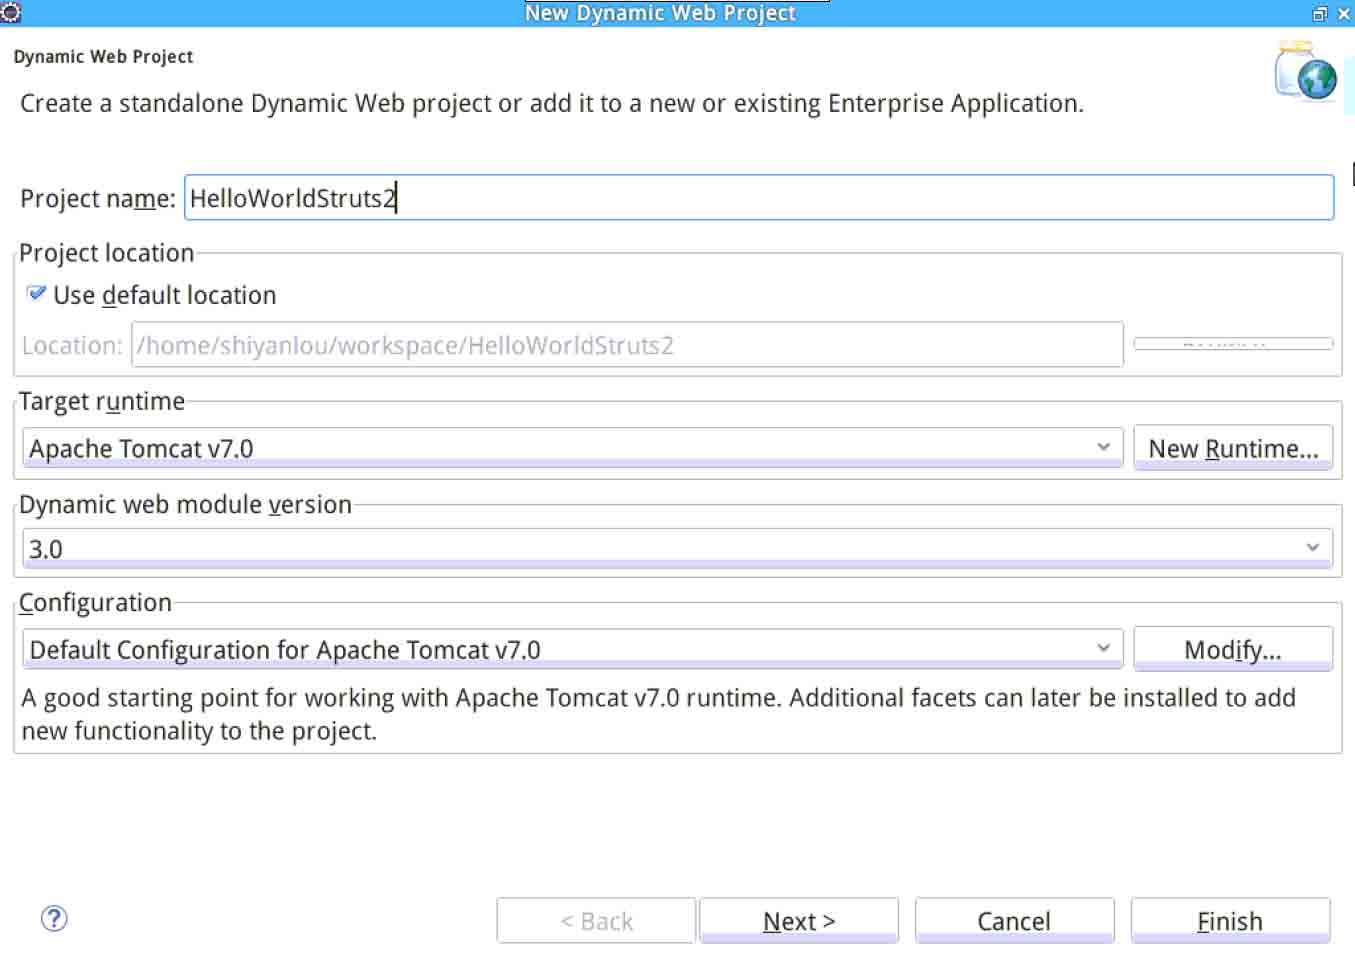 New Dynamic Web Project
Dynamic Web Project
Create a standalone Dynamic Web project or add it to a new or existing Enterprise Application.
Project name: HelloWorldStruts2
Project location
Use default location
Location: /home/shiyanlou/workspace/HelloWorldStruts2
Target runtime
Apache Tomcat v7.0 New Runtime...
Dynamic web module version
3.0
Configuration
Default Configuration for Apache Tomcat v7.0 Modify...
A good starting point for working with Apache Tomcat v7.0 runtime. Additional facets can later be installed to add
new functionality to the project.
? < Back Next > Cancel Finish